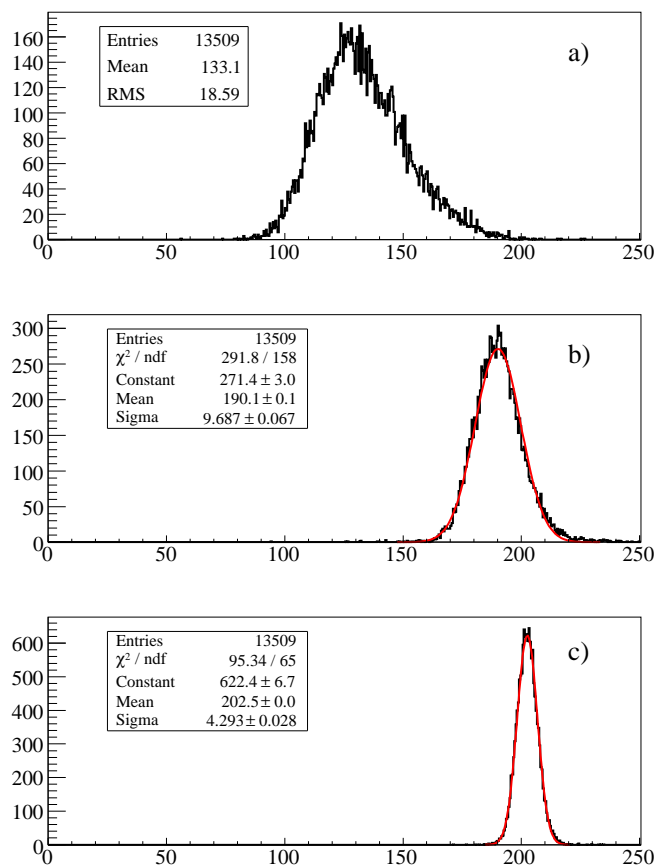 160
140
120
100
80
60
40
20
0
Entries 13509
Mean 133.1
RMS 18.59
a)
0 50 100 150 200 250
300
250
200
150
100
50
0
Entries 13509
χ² / ndf 291.8 / 158
Constant 271.4 ± 3.0
Mean 190.1 ± 0.1
Sigma 9.687 ± 0.067
b)
0 50 100 150 200 250
600
500
400
300
200
100
0
Entries 13509
χ² / ndf 95.34 / 65
Constant 622.4 ± 6.7
Mean 202.5 ± 0.0
Sigma 4.293 ± 0.028
c)
0 50 100 150 200 250